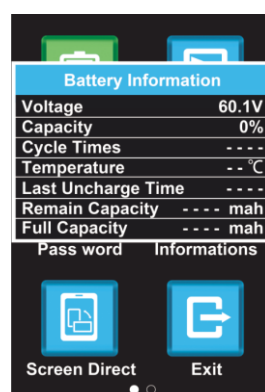 Battery Information
Voltage 60.1V
Capacity 0%
Cycle Times - - - -
Temperature - - ℃
Last Uncharge Time - - - -
Remain Capacity - - - - mah
Full Capacity - - - - mah
Pass word Informations
Screen Direct Exit